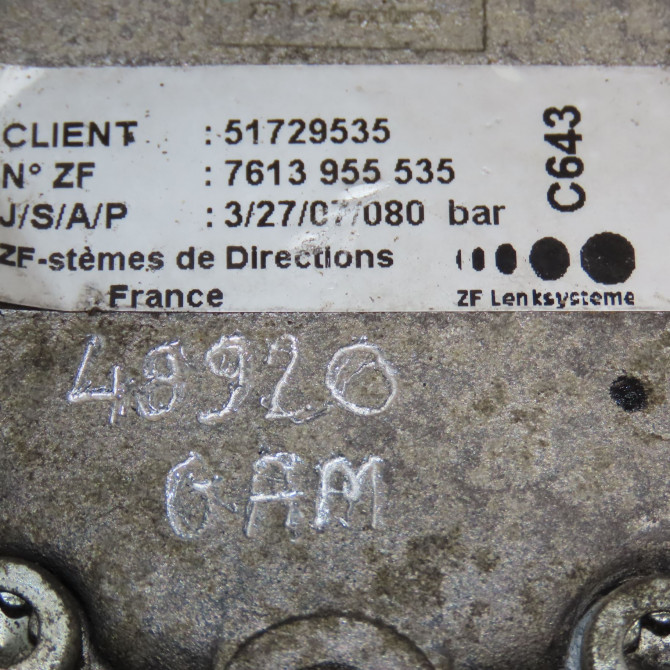 CLIENT : 51729535
N° ZF : 7613 955 535
J/S/A/P : 3/27/07/080 bar
ZF-stèmes de Directions
France
ZF Lenksysteme
C643
48920
GAM